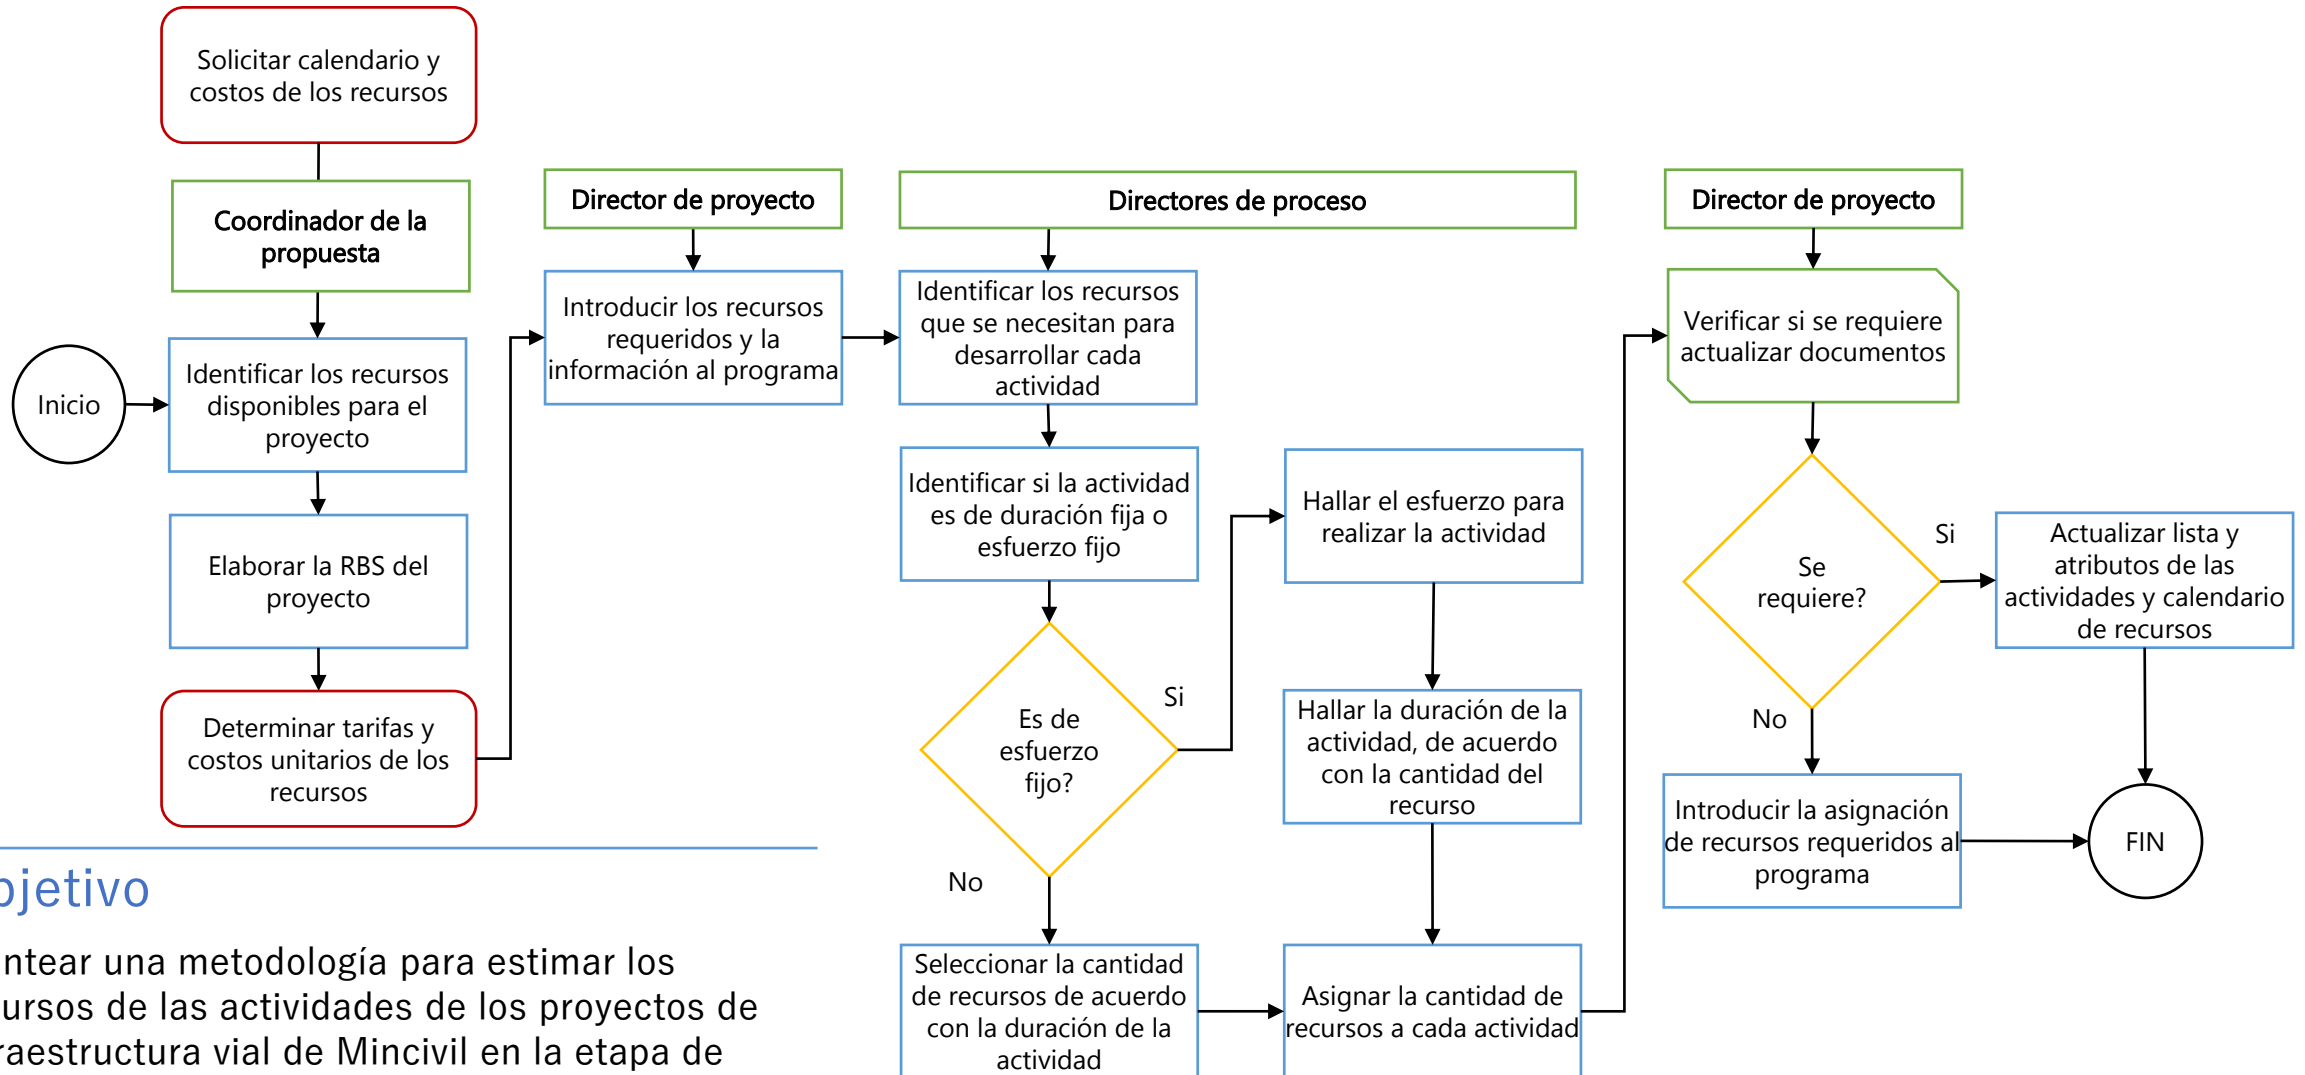 Solicitar calendario y
costos de los recursos
Coordinador de la
propuesta
Inicio
Identificar los recursos
disponibles para el
proyecto
Elaborar la RBS del
proyecto
Determinar tarifas y
costos unitarios de los
recursos
Director de proyecto
Introducir los recursos
requeridos y la
información al programa
Directores de proceso
Identificar los recursos
que se necesitan para
desarrollar cada
actividad
Identificar si la actividad
es de duración fija o
esfuerzo fijo
Es de
esfuerzo
fijo?
Si
No
Hallar el esfuerzo para
realizar la actividad
Hallar la duración de la
actividad, de acuerdo
con la cantidad del
recurso
Seleccionar la cantidad
de recursos de acuerdo
con la duración de la
actividad
Asignar la cantidad de
recursos a cada actividad
Director de proyecto
Verificar si se requiere
actualizar documentos
Se
requiere?
Si
No
Actualizar lista y
atributos de las
actividades y calendario
de recursos
Introducir la asignación
de recursos requeridos al
programa
FIN
bjetivo
ntear una metodología para estimar los
ursos de las actividades de los proyectos de
raestructura vial de Mincivil en la etapa de